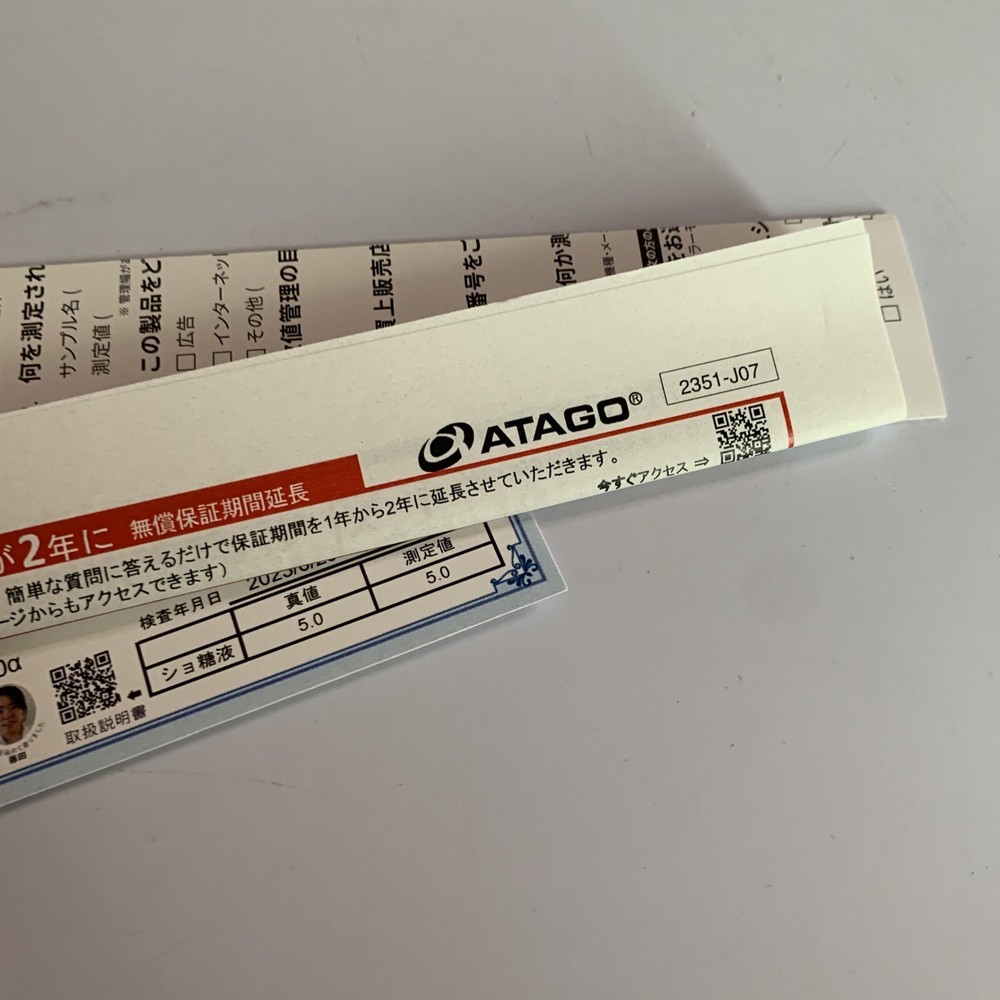 何を測定され
サンプル名 (
測定値 (
この製品をど
□ 広告
□ インターネッ
□ その他 (
値管理の目
買上販売店
番号をこ
何か測
□ はい
2351-J07
ATAGO®
今すぐアクセス ⇒
が2年に 無償保証期間延長
簡単な質問に答えるだけで保証期間を1年から2年に延長させていただきます。
ージからもアクセスできます)
検査年月日
真値 測定値
ショ糖液 5.0 5.0
0α
取扱説明書
藤田